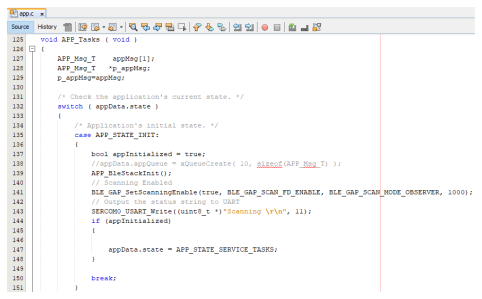 app.c x
Source History
125 void APP_Tasks ( void )
126 {
127 APP_Msg_T appMsg[1];
128 APP_Msg_T *p_appMsg;
129 p_appMsg=appMsg;
130
131 /* Check the application's current state. */
132 switch ( appData.state )
133 {
134 /* Application's initial state. */
135 case APP_STATE_INIT:
136 {
137 bool appInitialized = true;
138 //appData.appQueue = xQueueCreate( 10, sizeof(APP_Msg_T) );
139 APP_BleStackInit();
140 // Scanning Enabled
141 BLE_GAP_SetScanningEnable(true, BLE_GAP_SCAN_FD_ENABLE, BLE_GAP_SCAN_MODE_OBSERVER, 1000);
142 // Output the status string to UART
143 SERCOM0_USART_Write((uint8_t *)"Scanning \r\n", 11);
144 if (appInitialized)
145 {
146
147 appData.state = APP_STATE_SERVICE_TASKS;
148 }
149
150 break;
151 }